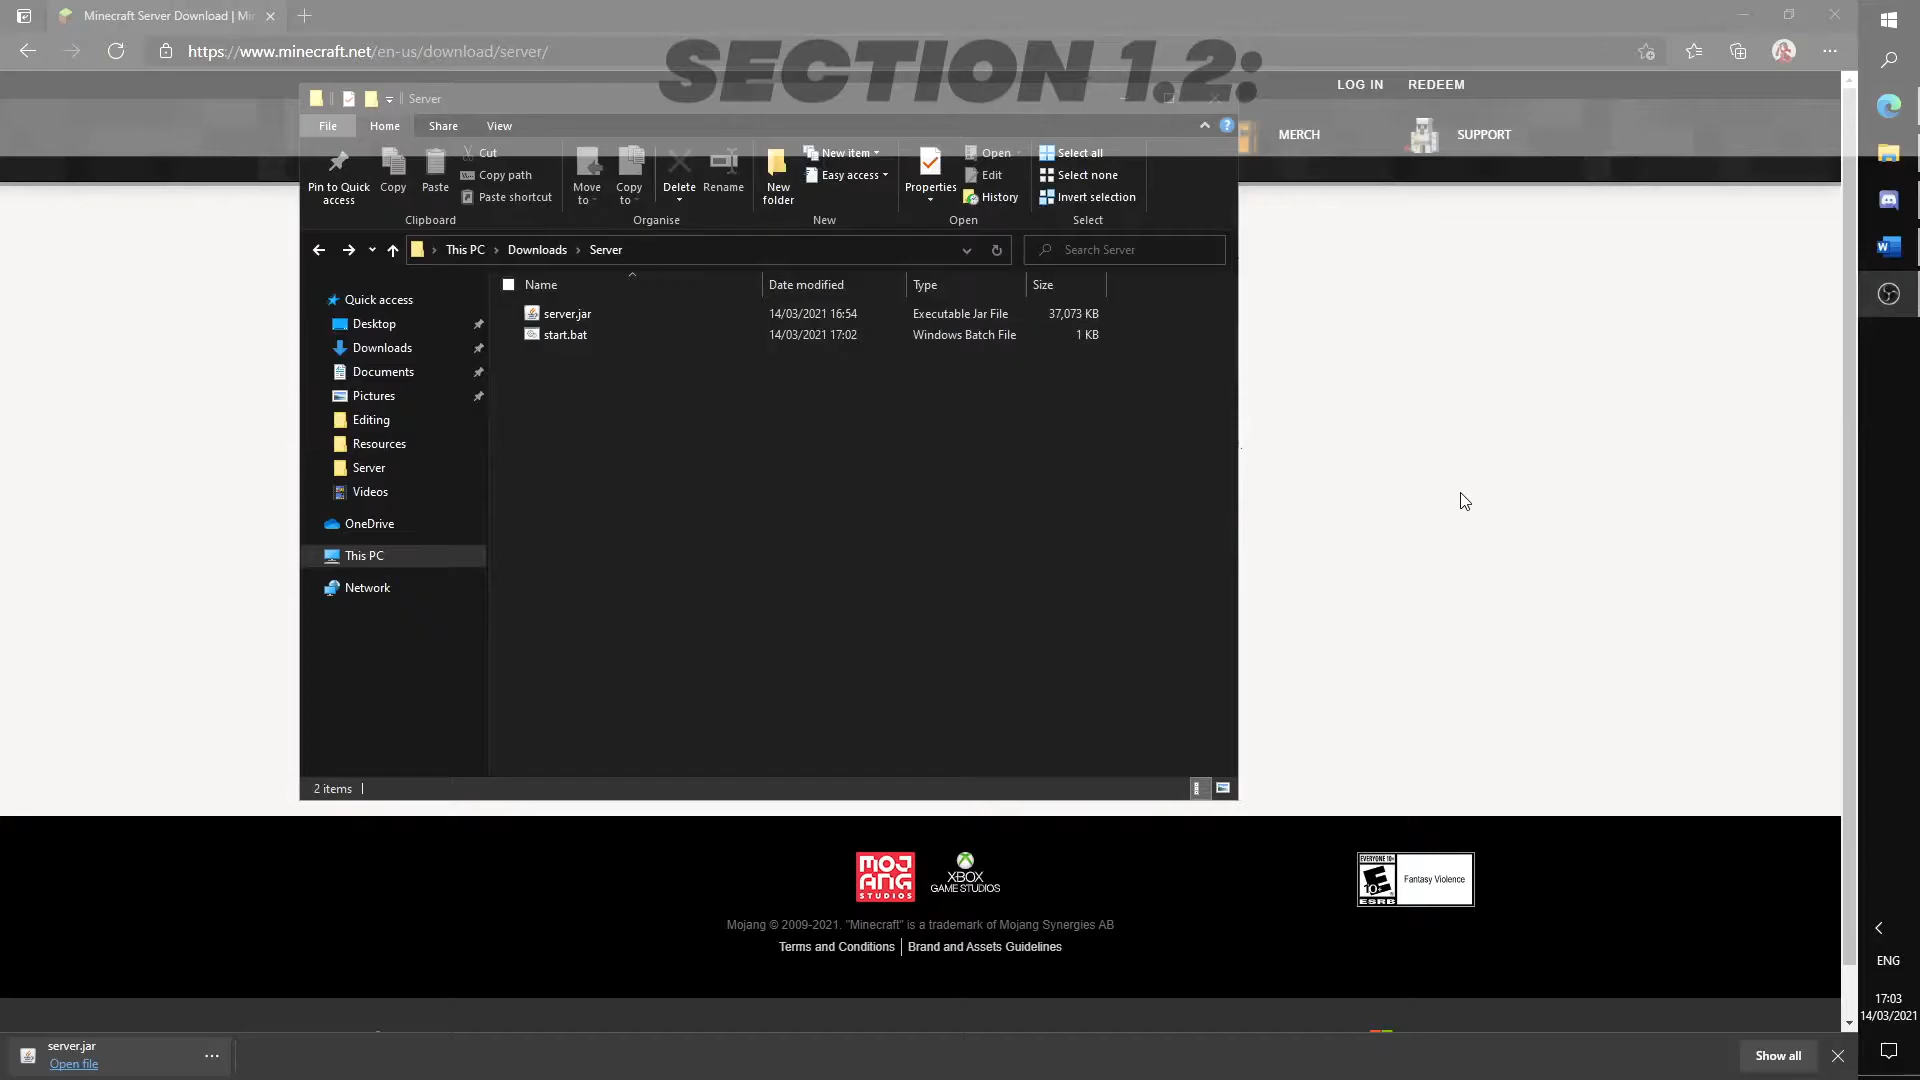 Minecraft Server Download | Mi
https://www.minecraft.net/en-us/download/server/
SECTION 1.2:
LOG IN
REDEEM
MERCH
SUPPORT
Server
File
Home
Share
View
Pin to Quick access
Copy
Paste
Cut
Copy path
Paste shortcut
Clipboard
Move to
Copy to
Delete
Rename
Organise
New folder
New item
Easy access
New
Properties
Open
Edit
History
Open
Select all
Select none
Invert selection
Select
This PC
Downloads
Server
Search Server
Name
Date modified
Type
Size
server.jar
14/03/2021 16:54
Executable Jar File
37,073 KB
start.bat
14/03/2021 17:02
Windows Batch File
1 KB
Quick access
Desktop
Downloads
Documents
Pictures
Editing
Resources
Server
Videos
OneDrive
This PC
Network
2 items
MOJANG STUDIOS
XBOX GAME STUDIOS
EVERYONE 10+
E
10+
ESRB
Fantasy Violence
Mojang © 2009-2021. "Minecraft" is a trademark of Mojang Synergies AB
Terms and Conditions
Brand and Assets Guidelines
ENG
17:03
14/03/2021
server.jar
Open file
Show all